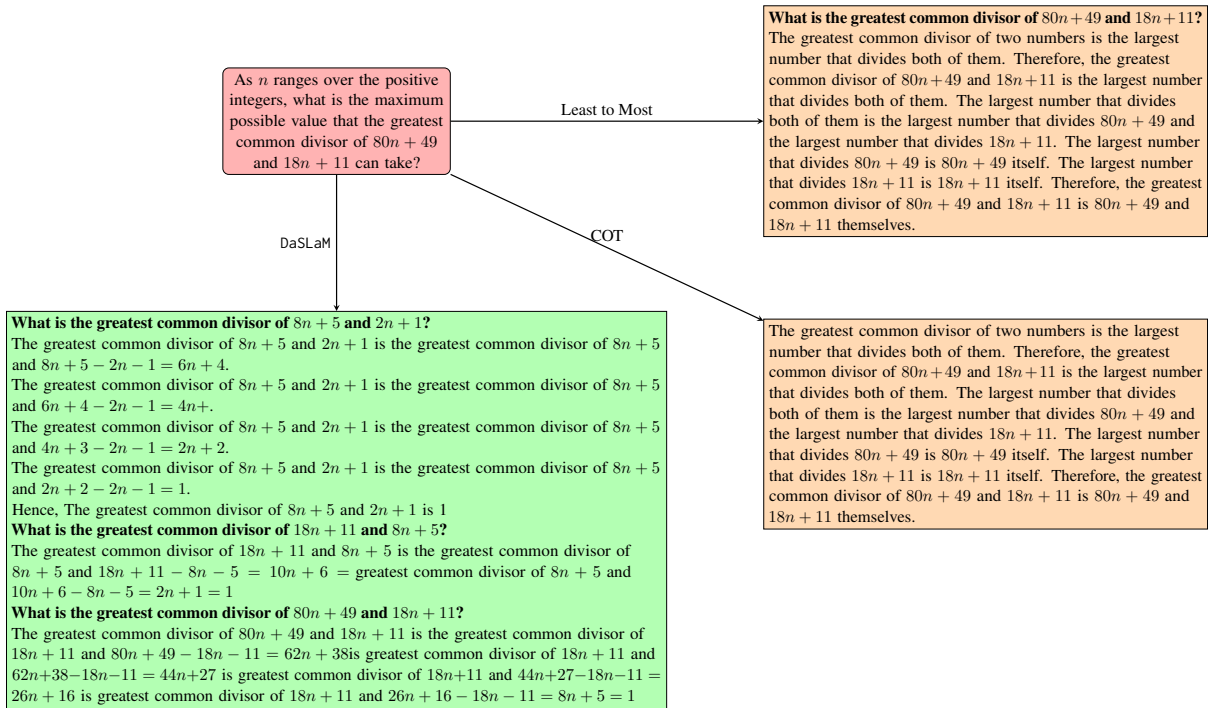 As n ranges over the positive
integers, what is the maximum
possible value that the greatest
common divisor of 80n + 49
and 18n + 11 can take?
Least to Most
COT
DaSLaM
What is the greatest common divisor of 80n+49 and 18n+11?
The greatest common divisor of two numbers is the largest
number that divides both of them. Therefore, the greatest
common divisor of 80n+49 and 18n+11 is the largest number
that divides both of them. The largest number that divides
both of them is the largest number that divides 80n + 49 and
the largest number that divides 18n + 11. The largest number
that divides 80n + 49 is 80n + 49 itself. The largest number
that divides 18n + 11 is 18n + 11 itself. Therefore, the greatest
common divisor of 80n + 49 and 18n + 11 is 80n + 49 and
18n + 11 themselves.
The greatest common divisor of two numbers is the largest
number that divides both of them. Therefore, the greatest
common divisor of 80n+49 and 18n+11 is the largest number
that divides both of them. The largest number that divides
both of them is the largest number that divides 80n + 49 and
the largest number that divides 18n + 11. The largest number
that divides 80n + 49 is 80n + 49 itself. The largest number
that divides 18n + 11 is 18n + 11 itself. Therefore, the greatest
common divisor of 80n + 49 and 18n + 11 is 80n + 49 and
18n + 11 themselves.
What is the greatest common divisor of 8n + 5 and 2n + 1?
The greatest common divisor of 8n + 5 and 2n + 1 is the greatest common divisor of 8n + 5
and 8n + 5 − 2n − 1 = 6n + 4.
The greatest common divisor of 8n + 5 and 2n + 1 is the greatest common divisor of 8n + 5
and 6n + 4 − 2n − 1 = 4n+.
The greatest common divisor of 8n + 5 and 2n + 1 is the greatest common divisor of 8n + 5
and 4n + 3 − 2n − 1 = 2n + 2.
The greatest common divisor of 8n + 5 and 2n + 1 is the greatest common divisor of 8n + 5
and 2n + 2 − 2n − 1 = 1.
Hence, The greatest common divisor of 8n + 5 and 2n + 1 is 1
What is the greatest common divisor of 18n + 11 and 8n + 5?
The greatest common divisor of 18n + 11 and 8n + 5 is the greatest common divisor of
8n + 5 and 18n + 11 − 8n − 5 = 10n + 6 = greatest common divisor of 8n + 5 and
10n + 6 − 8n − 5 = 2n + 1 = 1
What is the greatest common divisor of 80n + 49 and 18n + 11?
The greatest common divisor of 80n + 49 and 18n + 11 is the greatest common divisor of
18n + 11 and 80n + 49 − 18n − 11 = 62n + 38is greatest common divisor of 18n + 11 and
62n+38−18n−11 = 44n+27 is greatest common divisor of 18n+11 and 44n+27−18n−11 =
26n + 16 is greatest common divisor of 18n + 11 and 26n + 16 − 18n − 11 = 8n + 5 = 1